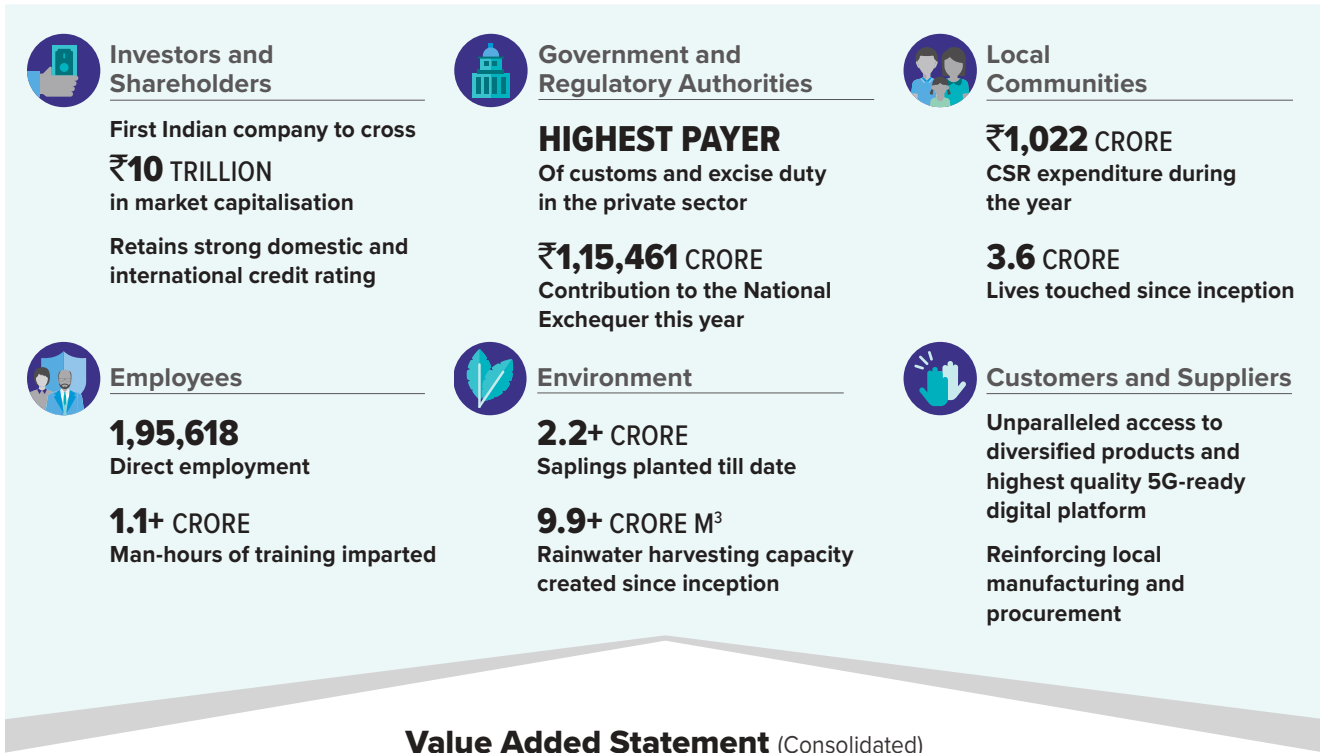 Investors and
Shareholders
First Indian company to cross
₹10 TRILLION
in market capitalisation
Retains strong domestic and
international credit rating
Government and
Regulatory Authorities
HIGHEST PAYER
Of customs and excise duty
in the private sector
₹1,15,461 CRORE
Contribution to the National
Exchequer this year
Local
Communities
₹1,022 CRORE
CSR expenditure during
the year
3.6 CRORE
Lives touched since inception
Employees
1,95,618
Direct employment
1.1+ CRORE
Man-hours of training imparted
Environment
2.2+ CRORE
Saplings planted till date
9.9+ CRORE M³
Rainwater harvesting capacity
created since inception
Customers and Suppliers
Unparalleled access to
diversified products and
highest quality 5G-ready
digital platform
Reinforcing local
manufacturing and
procurement
Value Added Statement (Consolidated)